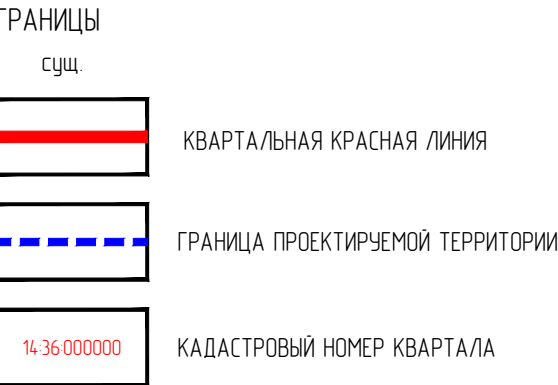 ГРАНИЦЫ
сущ.
КВАРТАЛЬНАЯ КРАСНАЯ ЛИНИЯ
ГРАНИЦА ПРОЕКТИРУЕМОЙ ТЕРРИТОРИИ
14:36:000000
КАДАСТРОВЫЙ НОМЕР КВАРТАЛА